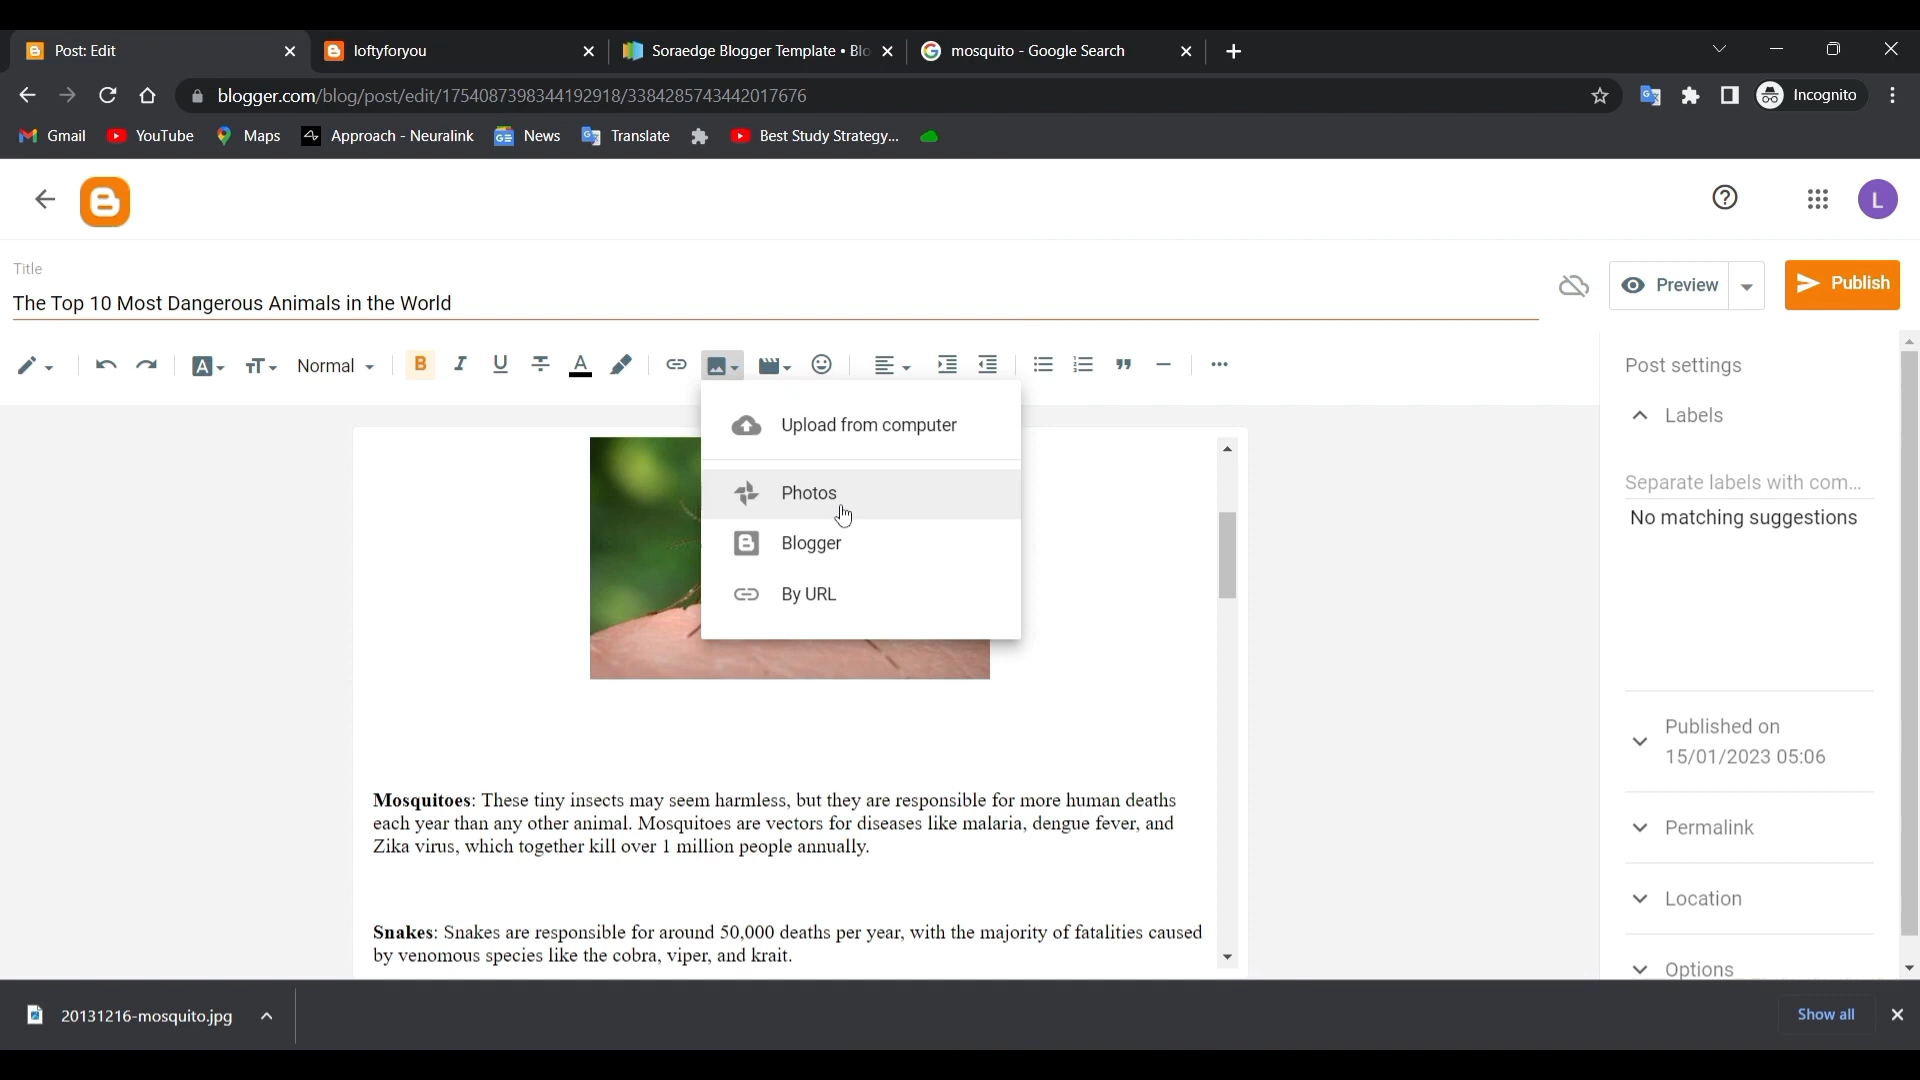 Post: Edit
loftyforyou
Soraedge Blogger Template • Blo
mosquito - Google Search
blogger.com/blog/post/edit/1754087398344192918/3384285743442017676
Incognito
Gmail
YouTube
Maps
Approach - Neuralink
News
Translate
Best Study Strategy...
L
Title
The Top 10 Most Dangerous Animals in the World
Preview
Publish
Normal
B
Upload from computer
Photos
Blogger
By URL
Post settings
Labels
Separate labels with com...
No matching suggestions
Published on
15/01/2023 05:06
Permalink
Location
Options
Mosquitoes: These tiny insects may seem harmless, but they are responsible for more human deaths
each year than any other animal. Mosquitoes are vectors for diseases like malaria, dengue fever, and
Zika virus, which together kill over 1 million people annually.
Snakes: Snakes are responsible for around 50,000 deaths per year, with the majority of fatalities caused
by venomous species like the cobra, viper, and krait.
20131216-mosquito.jpg
Show all